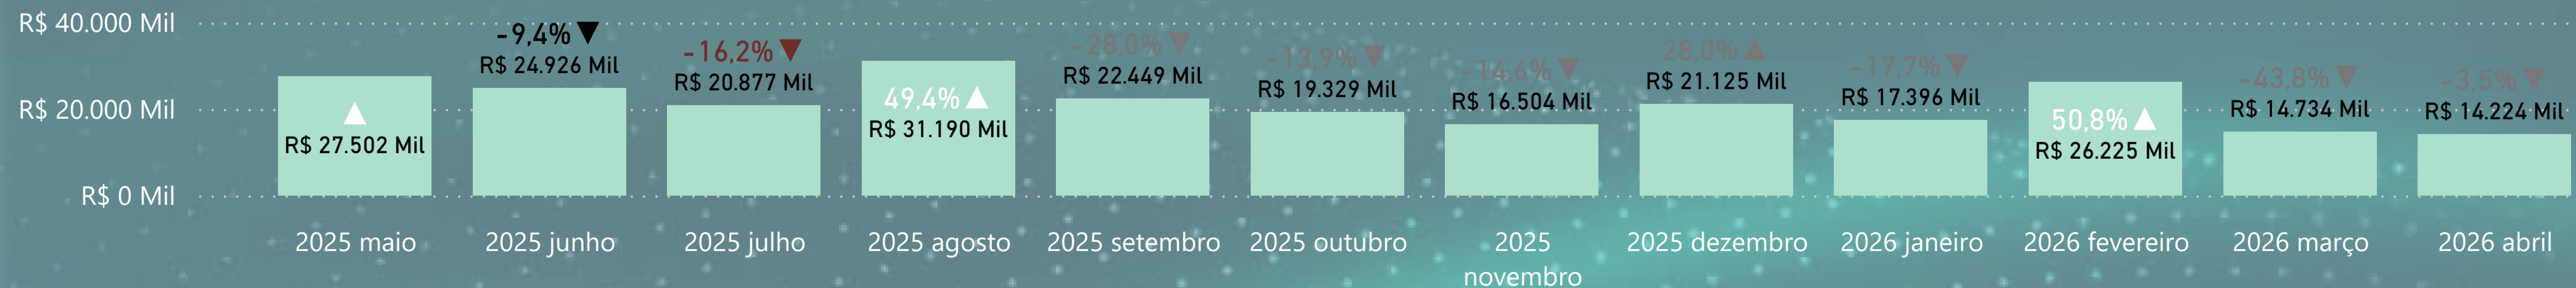 R$ 40.000 Mil
R$ 20.000 Mil
R$ 0 Mil
▲
R$ 27.502 Mil
-9,4% ▼
R$ 24.926 Mil
-16,2% ▼
R$ 20.877 Mil
49,4% ▲
R$ 31.190 Mil
-28,0% ▼
R$ 22.449 Mil
-13,9% ▼
R$ 19.329 Mil
-14,6% ▼
R$ 16.504 Mil
28,0% ▲
R$ 21.125 Mil
-17,7% ▼
R$ 17.396 Mil
50,8% ▲
R$ 26.225 Mil
-43,8% ▼
R$ 14.734 Mil
-3,5% ▼
R$ 14.224 Mil
2025 maio
2025 junho
2025 julho
2025 agosto
2025 setembro
2025 outubro
2025
novembro
2025 dezembro
2026 janeiro
2026 fevereiro
2026 março
2026 abril